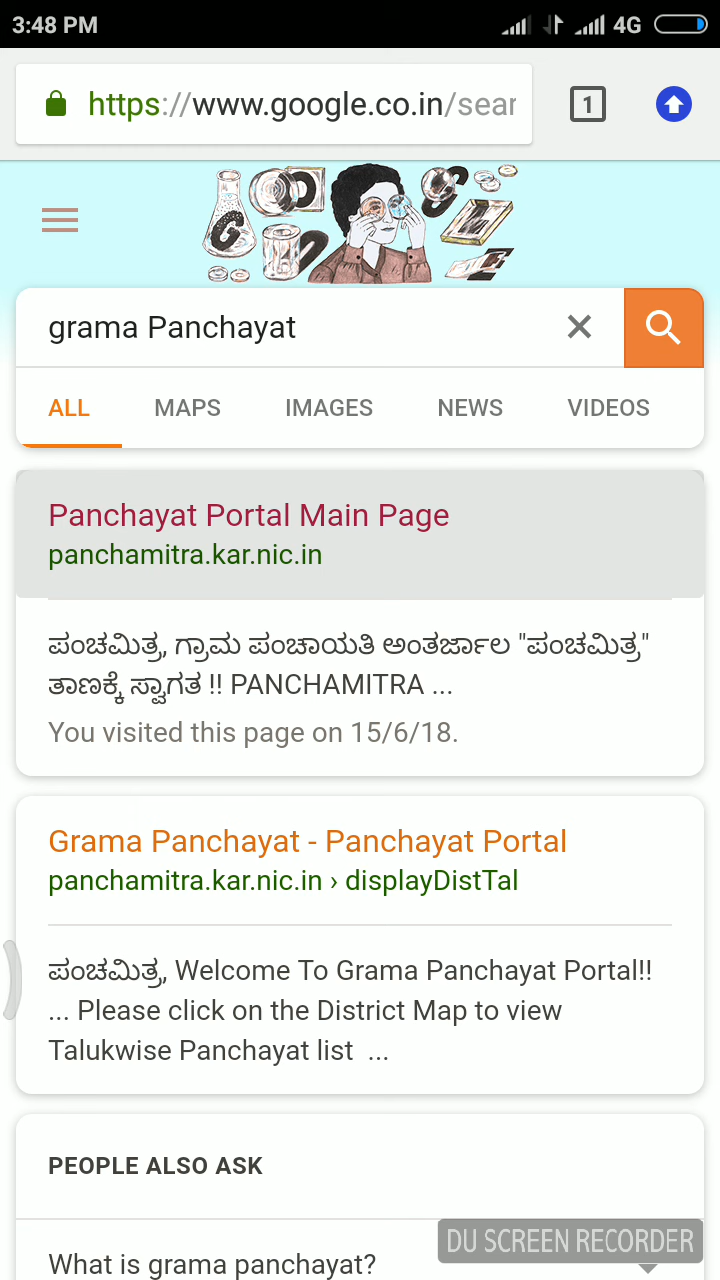 3:48 PM
4G
https://www.google.co.in/sear
1
grama Panchayat
ALL MAPS IMAGES NEWS VIDEOS
Panchayat Portal Main Page
panchamitra.kar.nic.in
ಪಂಚಮಿತ್ರ, ಗ್ರಾಮ ಪಂಚಾಯತಿ ಅಂತರ್ಜಾಲ "ಪಂಚಮಿತ್ರ"
ತಾಣಕ್ಕೆ ಸ್ವಾಗತ !! PANCHAMITRA ...
You visited this page on 15/6/18.
Grama Panchayat - Panchayat Portal
panchamitra.kar.nic.in › displayDistTal
ಪಂಚಮಿತ್ರ, Welcome To Grama Panchayat Portal!!
... Please click on the District Map to view
Talukwise Panchayat list ...
PEOPLE ALSO ASK
DU SCREEN RECORDER
What is grama panchayat?